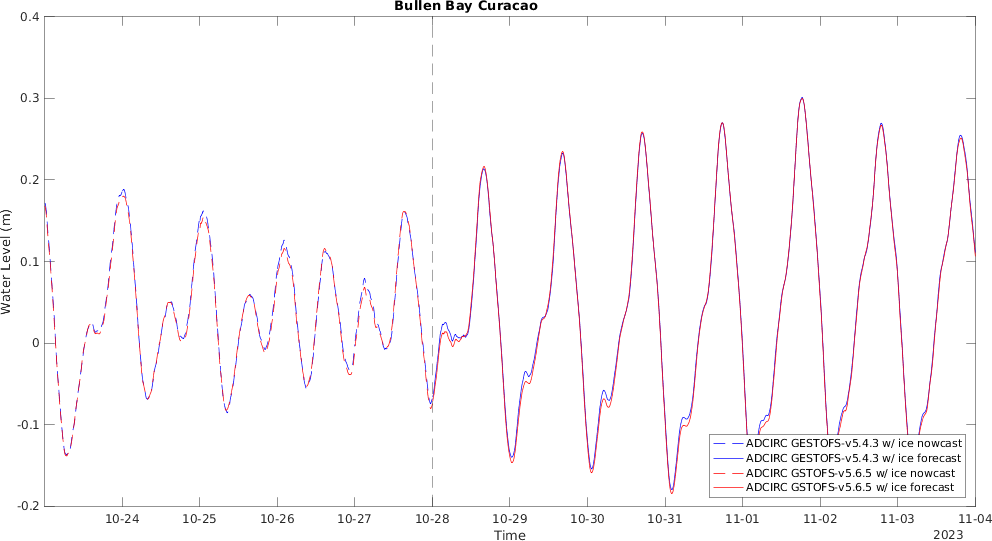 Bullen Bay Curacao
0.4
0.3
0.2
0.1
0
-0.1
-0.2
Water Level (m)
ADCIRC GESTOFS-v5.4.3 w/ ice nowcast
ADCIRC GESTOFS-v5.4.3 w/ ice forecast
ADCIRC GSTOFS-v5.6.5 w/ ice nowcast
ADCIRC GSTOFS-v5.6.5 w/ ice forecast
10-24 10-25 10-26 10-27 10-28 10-29 10-30 10-31 11-01 11-02 11-03 11-04
Time
2023